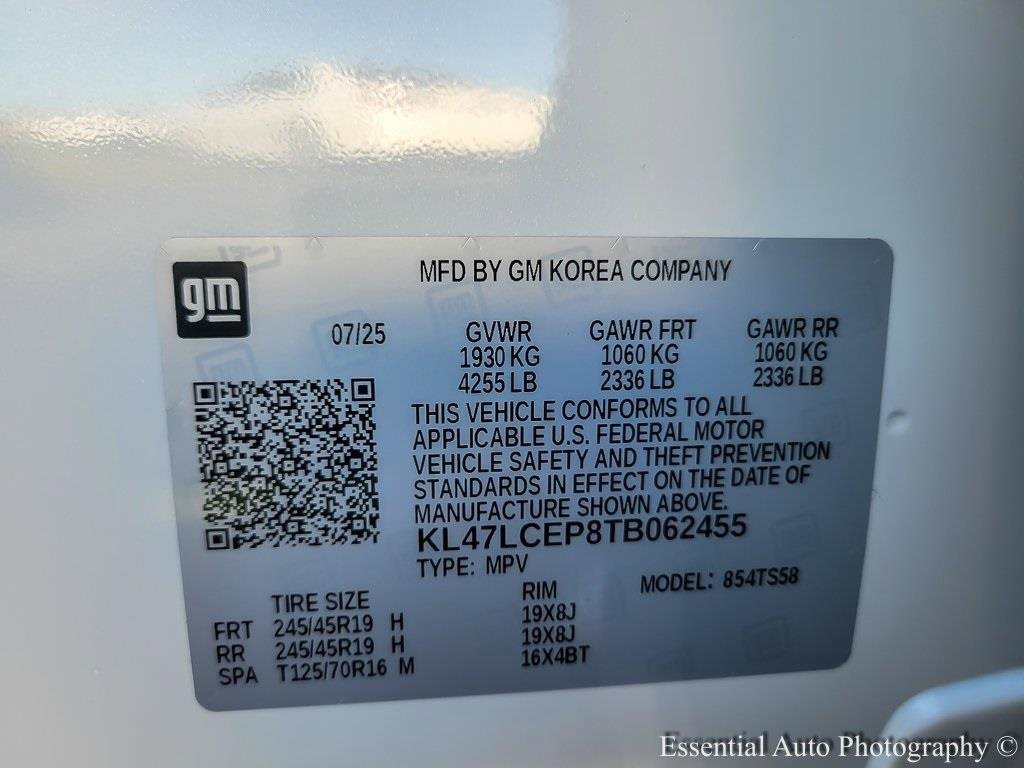 gm
MFD BY GM KOREA COMPANY
07/25 GVWR GAWR FRT GAWR RR
1930 KG 1060 KG 1060 KG
4255 LB 2336 LB 2336 LB
THIS VEHICLE CONFORMS TO ALL
APPLICABLE U.S. FEDERAL MOTOR
VEHICLE SAFETY AND THEFT PREVENTION
STANDARDS IN EFFECT ON THE DATE OF
MANUFACTURE SHOWN ABOVE.
KL47LCEP8TB062455
TYPE: MPV MODEL: 854TS58
TIRE SIZE RIM
FRT 245/45R19 H 19X8J
RR 245/45R19 H 19X8J
SPA T125/70R16 M 16X4BT
Essential Auto Photography ©